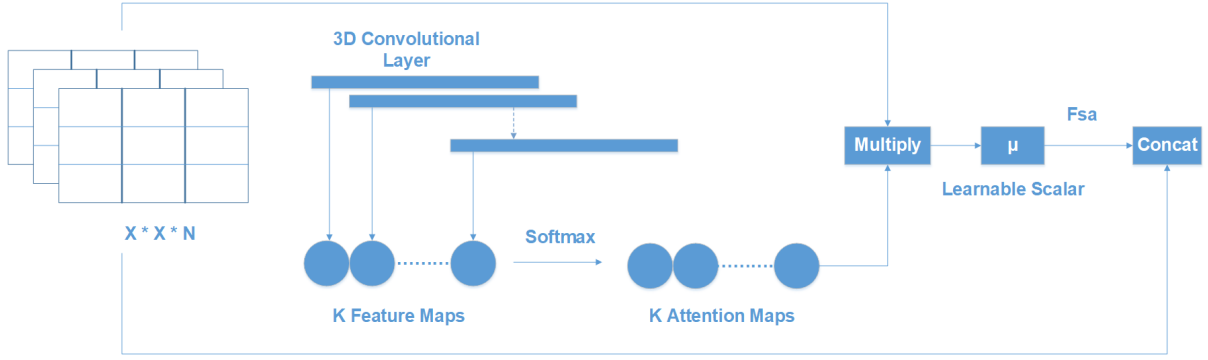 3D Convolutional
Layer
Fsa
Multiply
μ
Concat
Learnable Scalar
X * X * N
Softmax
K Feature Maps
K Attention Maps